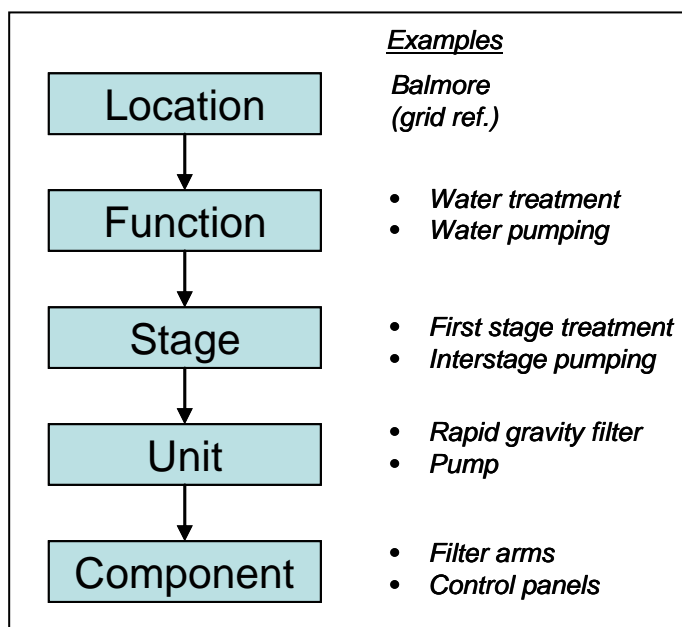 Examples
Location
Balmore
(grid ref.)
Function
• Water treatment
• Water pumping
Stage
• First stage treatment
• Interstage pumping
Unit
• Rapid gravity filter
• Pump
Component
• Filter arms
• Control panels